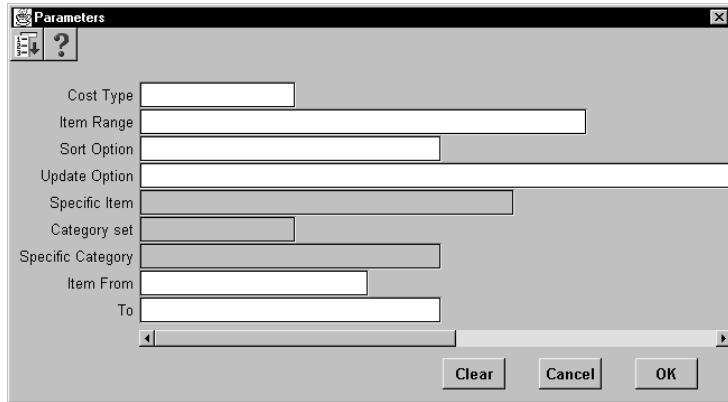 Parameters
?
Cost Type
Item Range
Sort Option
Update Option
Specific Item
Category set
Specific Category
Item From
To
Clear
Cancel
OK